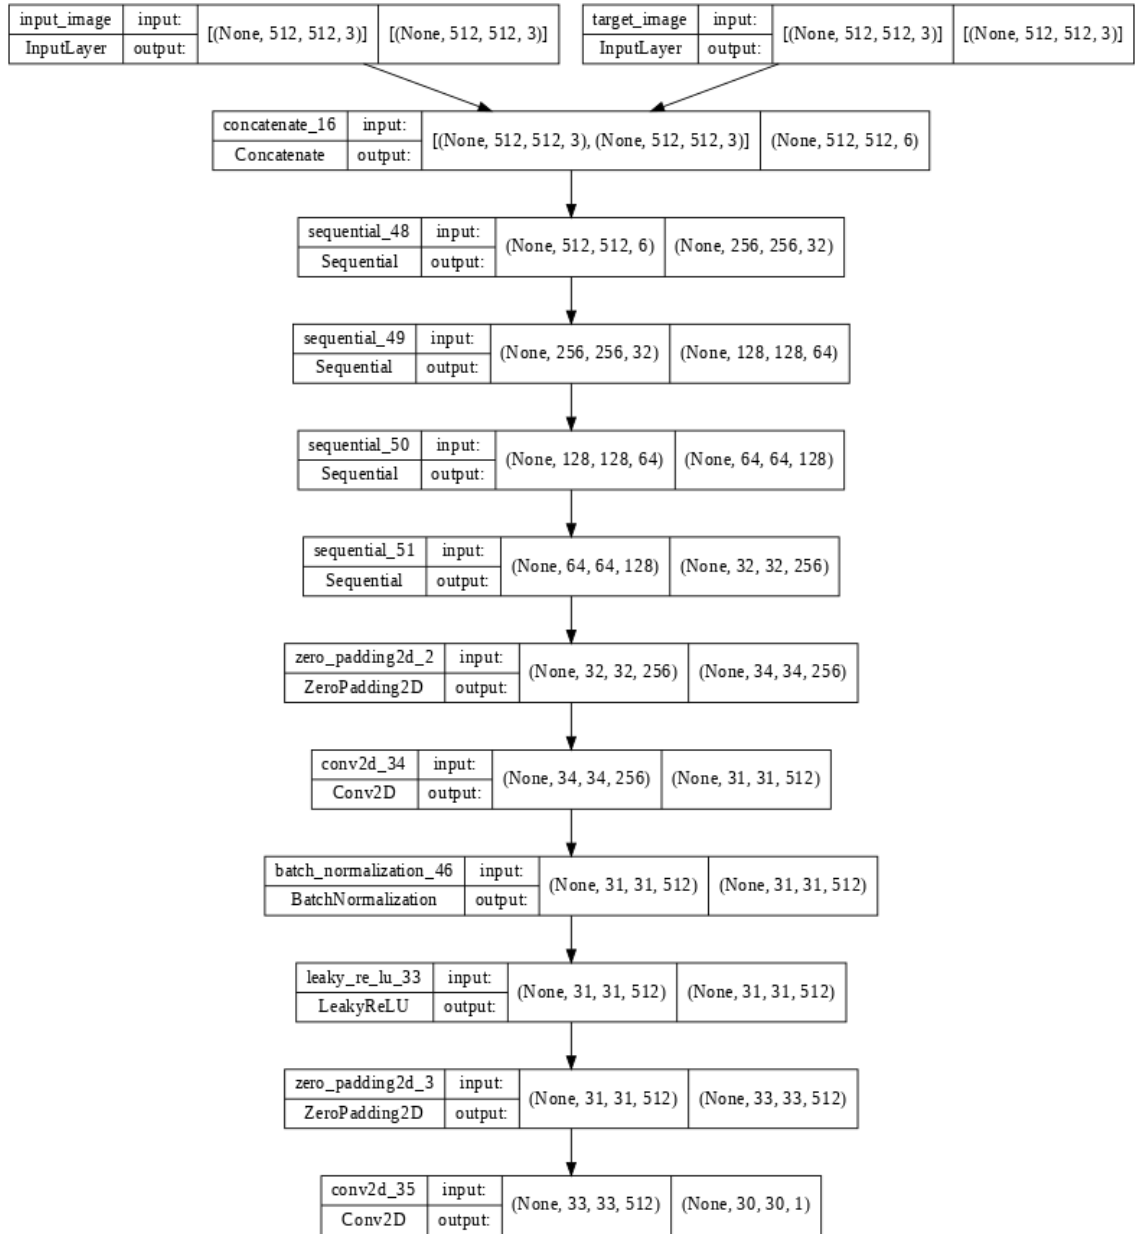 input_image input: [(None, 512, 512, 3)] [(None, 512, 512, 3)]
InputLayer output:
target_image input: [(None, 512, 512, 3)] [(None, 512, 512, 3)]
InputLayer output:
concatenate_16 input: [(None, 512, 512, 3), (None, 512, 512, 3)] (None, 512, 512, 6)
Concatenate output:
sequential_48 input: (None, 512, 512, 6) (None, 256, 256, 32)
Sequential output:
sequential_49 input: (None, 256, 256, 32) (None, 128, 128, 64)
Sequential output:
sequential_50 input: (None, 128, 128, 64) (None, 64, 64, 128)
Sequential output:
sequential_51 input: (None, 64, 64, 128) (None, 32, 32, 256)
Sequential output:
zero_padding2d_2 input: (None, 32, 32, 256) (None, 34, 34, 256)
ZeroPadding2D output:
conv2d_34 input: (None, 34, 34, 256) (None, 31, 31, 512)
Conv2D output:
batch_normalization_46 input: (None, 31, 31, 512) (None, 31, 31, 512)
BatchNormalization output:
leaky_re_lu_33 input: (None, 31, 31, 512) (None, 31, 31, 512)
LeakyReLU output:
zero_padding2d_3 input: (None, 31, 31, 512) (None, 33, 33, 512)
ZeroPadding2D output:
conv2d_35 input: (None, 33, 33, 512) (None, 30, 30, 1)
Conv2D output: